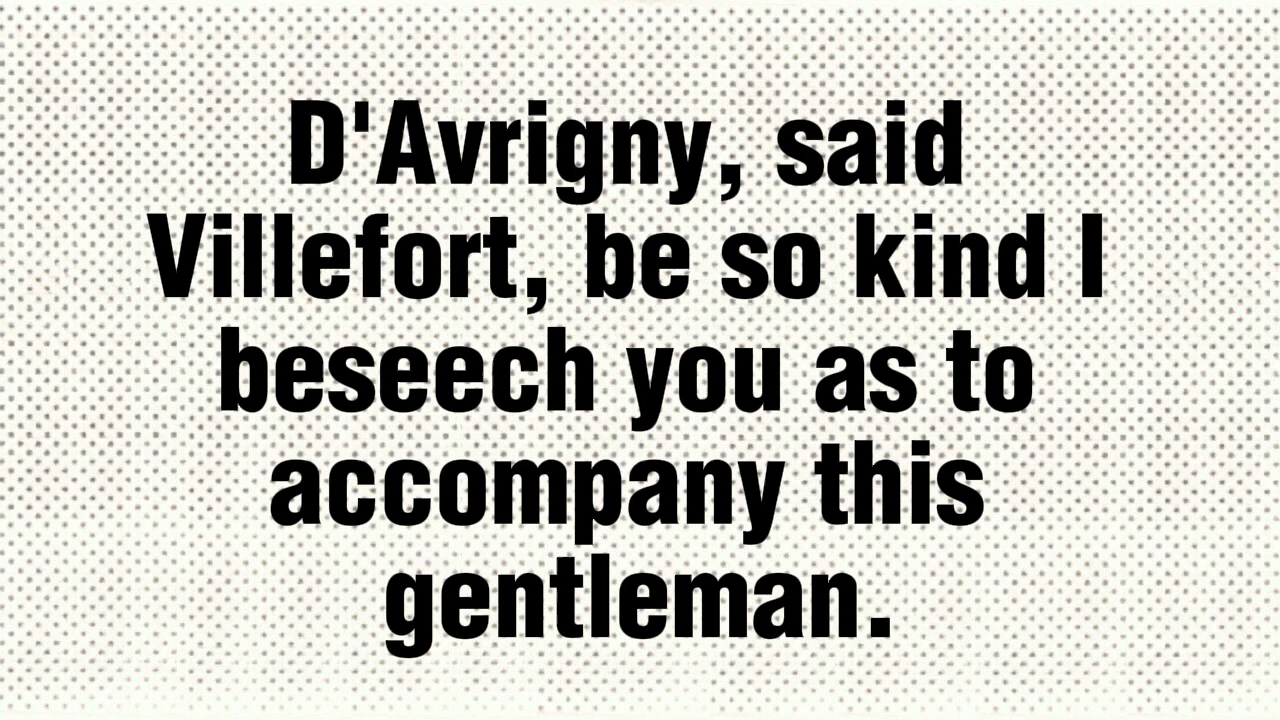 D'Avrigny, said
Villefort, be so kind I
beseech you as to
accompany this
gentleman.